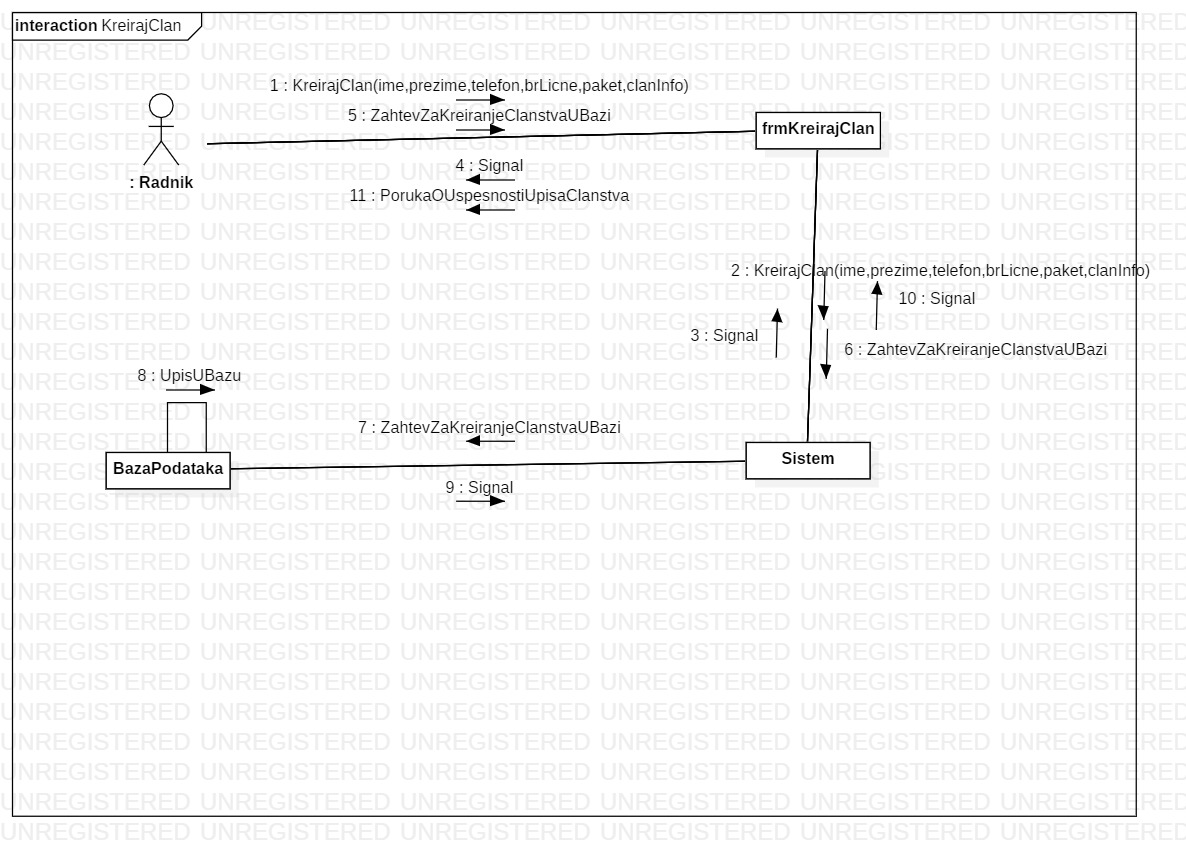 interaction KreirajClan
1 : KreirajClan(ime,prezime,telefon,brLicne,paket,clanInfo)
5 : ZahtevZaKreiranjeClanstvaUBazi
frmKreirajClan
: Radnik
4 : Signal
11 : PorukaOUspesnostiUpisaClanstva
2 : KreirajClan(ime,prezime,telefon,brLicne,paket,clanInfo)
10 : Signal
3 : Signal
6 : ZahtevZaKreiranjeClanstvaUBazi
8 : UpisUBazu
7 : ZahtevZaKreiranjeClanstvaUBazi
BazaPodataka
Sistem
9 : Signal
UNREGISTERED